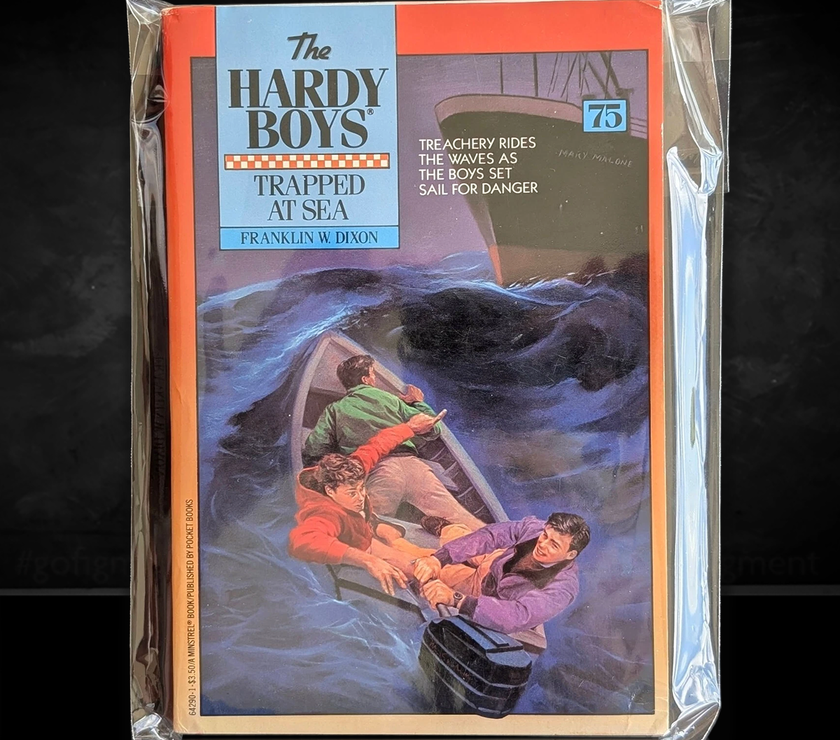 The
HARDY
BOYS®
TRAPPED
AT SEA
FRANKLIN W. DIXON
75
TREACHERY RIDES
THE WAVES AS
THE BOYS SET
SAIL FOR DANGER
MARY MALONE
64290-1·$3.50/A MINSTREL® BOOK/PUBLISHED BY POCKET BOOKS